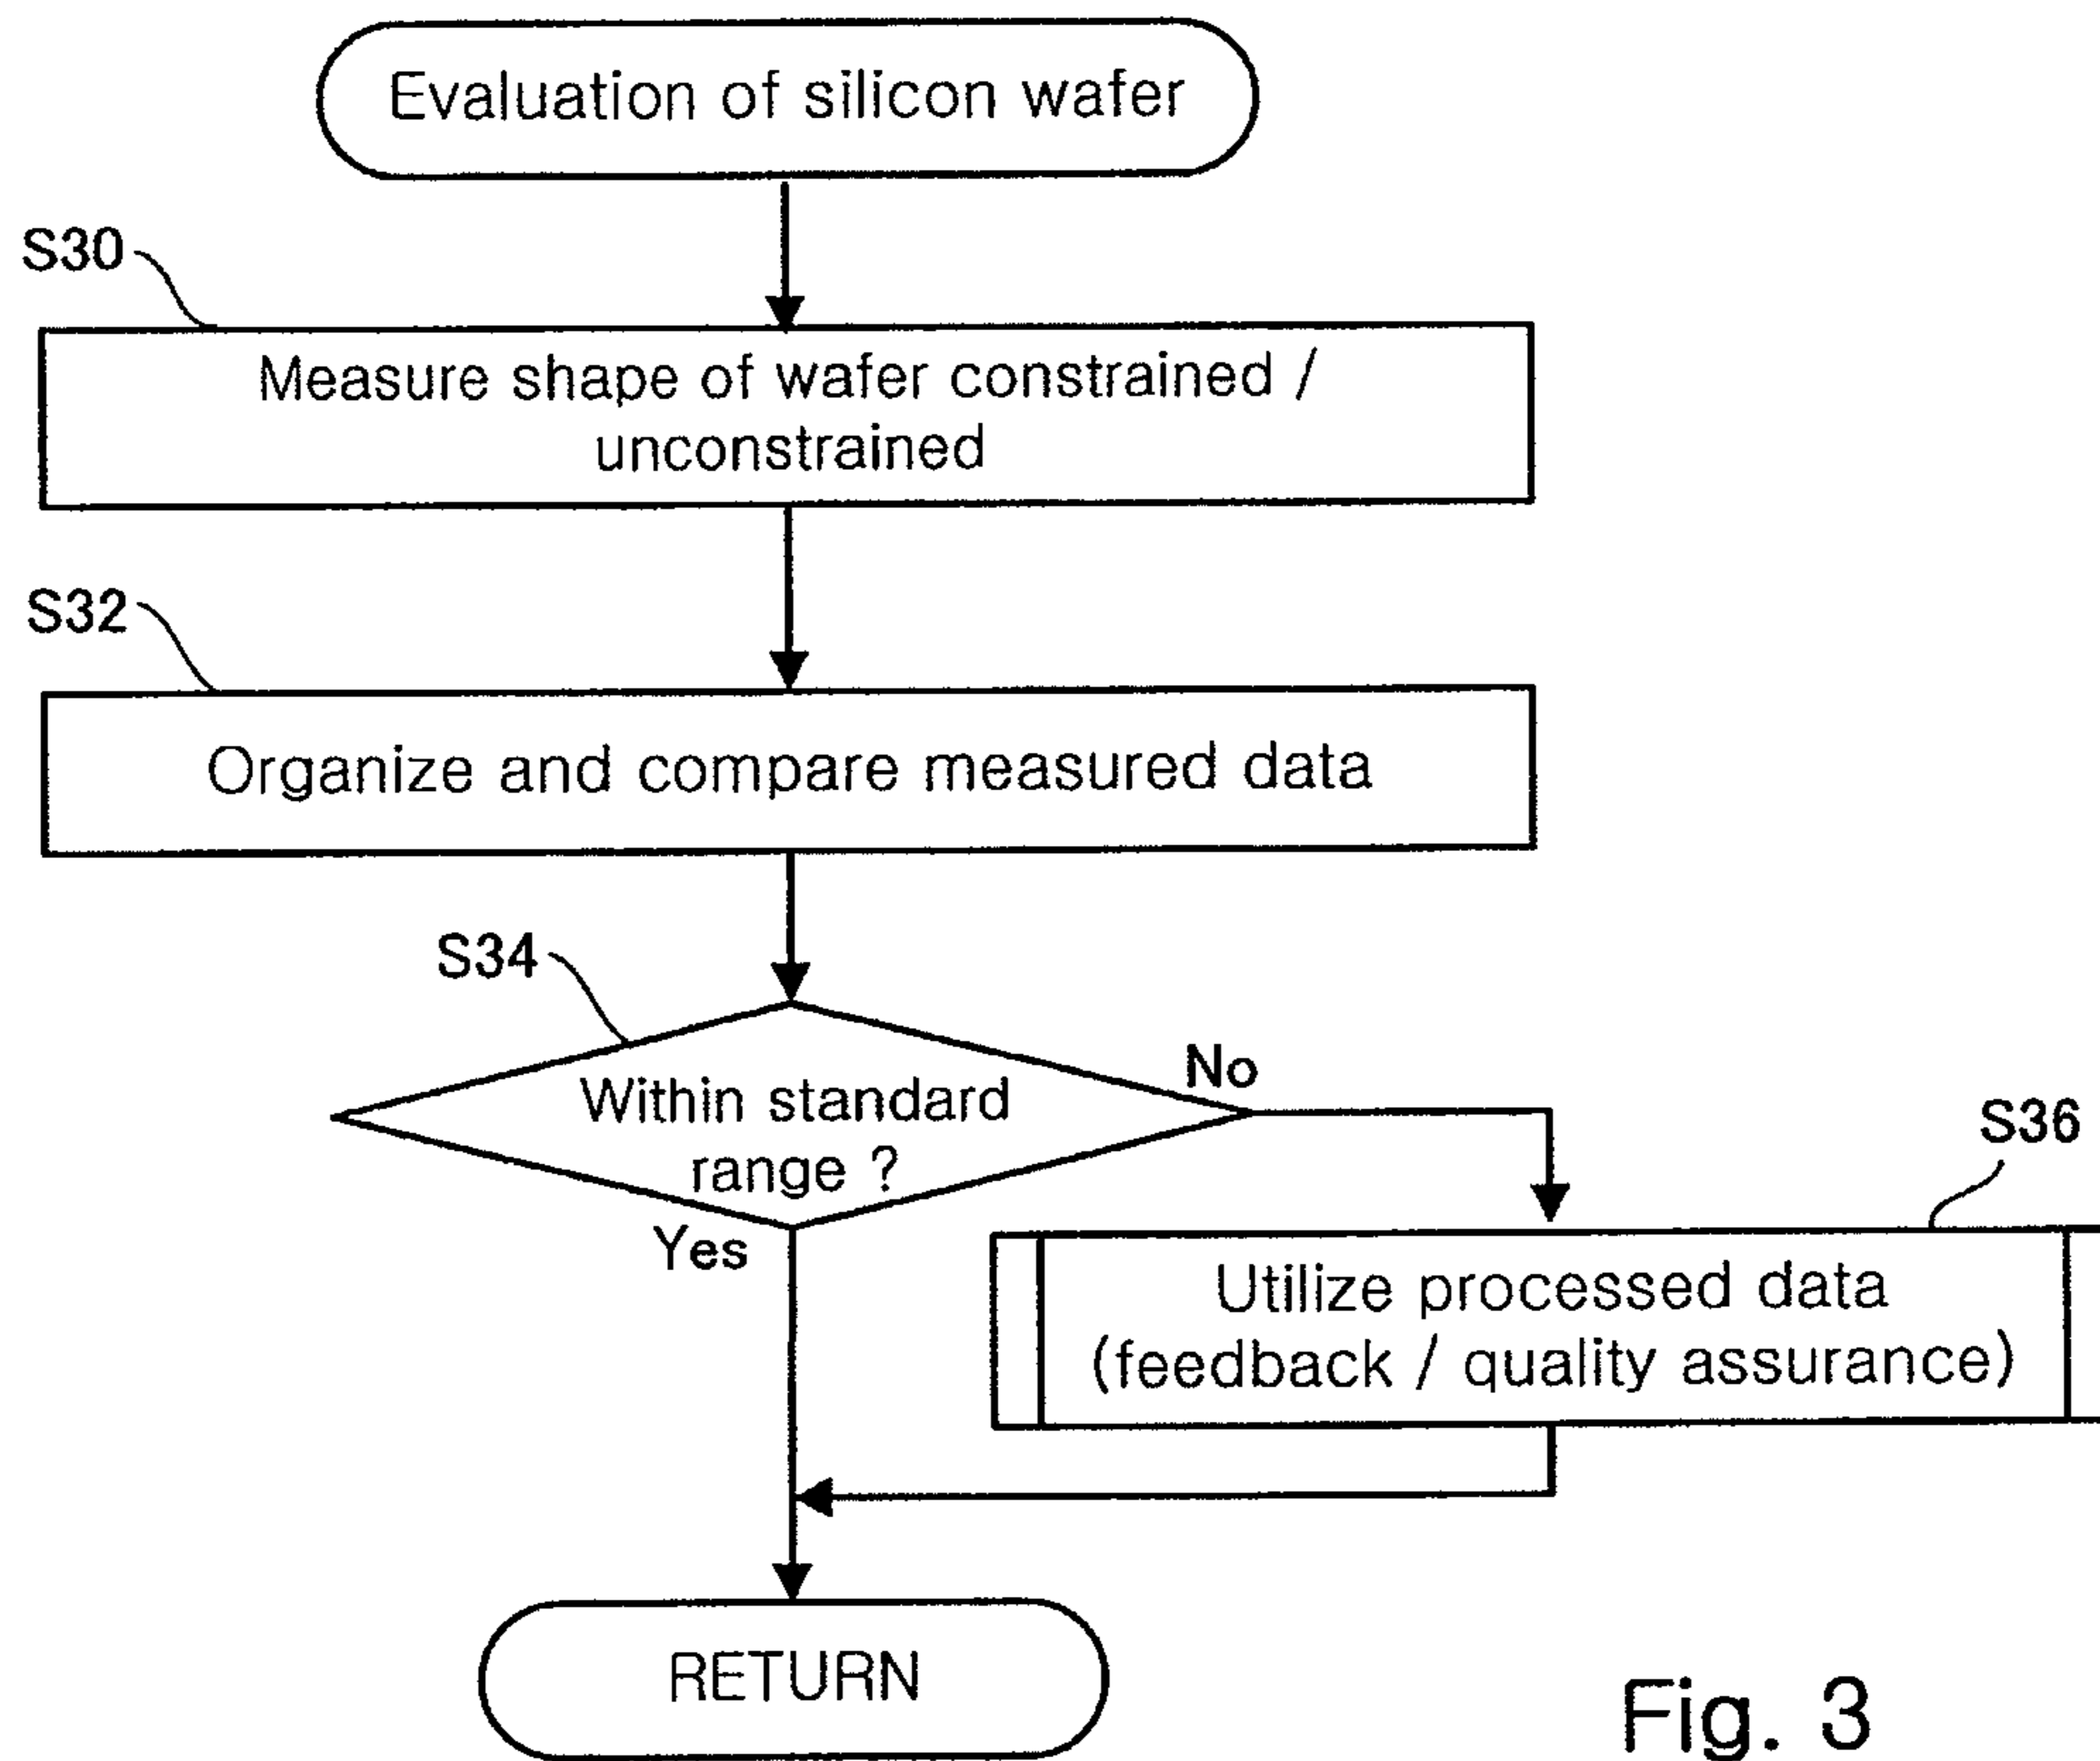 Evaluation of silicon wafer
S30
Measure shape of wafer constrained /
unconstrained
S32
Organize and compare measured data
S34
Within standard
range ?
No
Yes
S36
Utilize processed data
(feedback / quality assurance)
RETURN
Fig. 3